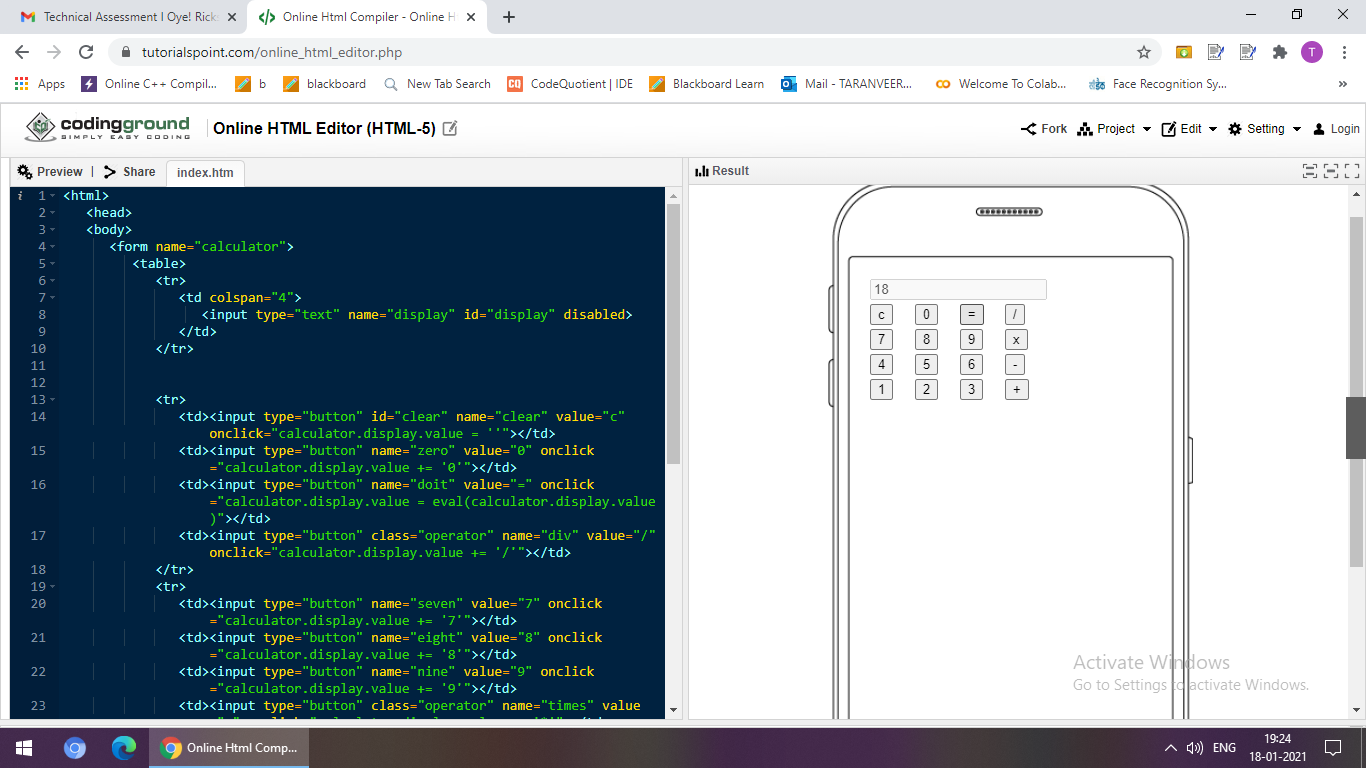 Technical Assessment I Oye! Rick
Online Html Compiler - Online H
tutorialspoint.com/online_html_editor.php
T
Apps
Online C++ Compil...
b
blackboard
New Tab Search
CQ
CodeQuotient | IDE
Blackboard Learn
Mail - TARANVEER...
Welcome To Colab...
Face Recognition Sy...
»
codingground
SIMPLY EASY CODING
Online HTML Editor (HTML-5)
Fork
Project
Edit
Setting
Login
Preview | Share
index.htm
Result
i 1 <html>
2 <head>
3 <body>
4 <form name="calculator">
5 <table>
6 <tr>
7 <td colspan="4">
8 <input type="text" name="display" id="display" disabled>
9 </td>
10 </tr>
11
12
13 <tr>
14 <td><input type="button" id="clear" name="clear" value="c"
onclick="calculator.display.value = ''"></td>
15 <td><input type="button" name="zero" value="0" onclick
="calculator.display.value += '0'"></td>
16 <td><input type="button" name="doit" value="=" onclick
="calculator.display.value = eval(calculator.display.value
)"></td>
17 <td><input type="button" class="operator" name="div" value="/"
onclick="calculator.display.value += '/'"></td>
18 </tr>
19 <tr>
20 <td><input type="button" name="seven" value="7" onclick
="calculator.display.value += '7'"></td>
21 <td><input type="button" name="eight" value="8" onclick
="calculator.display.value += '8'"></td>
22 <td><input type="button" name="nine" value="9" onclick
="calculator.display.value += '9'"></td>
23 <td><input type="button" class="operator" name="times" value
18
c 0 = /
7 8 9 x
4 5 6 -
1 2 3 +
Activate Windows
Go to Settings to activate Windows.
Online Html Comp...
ENG
19:24
18-01-2021